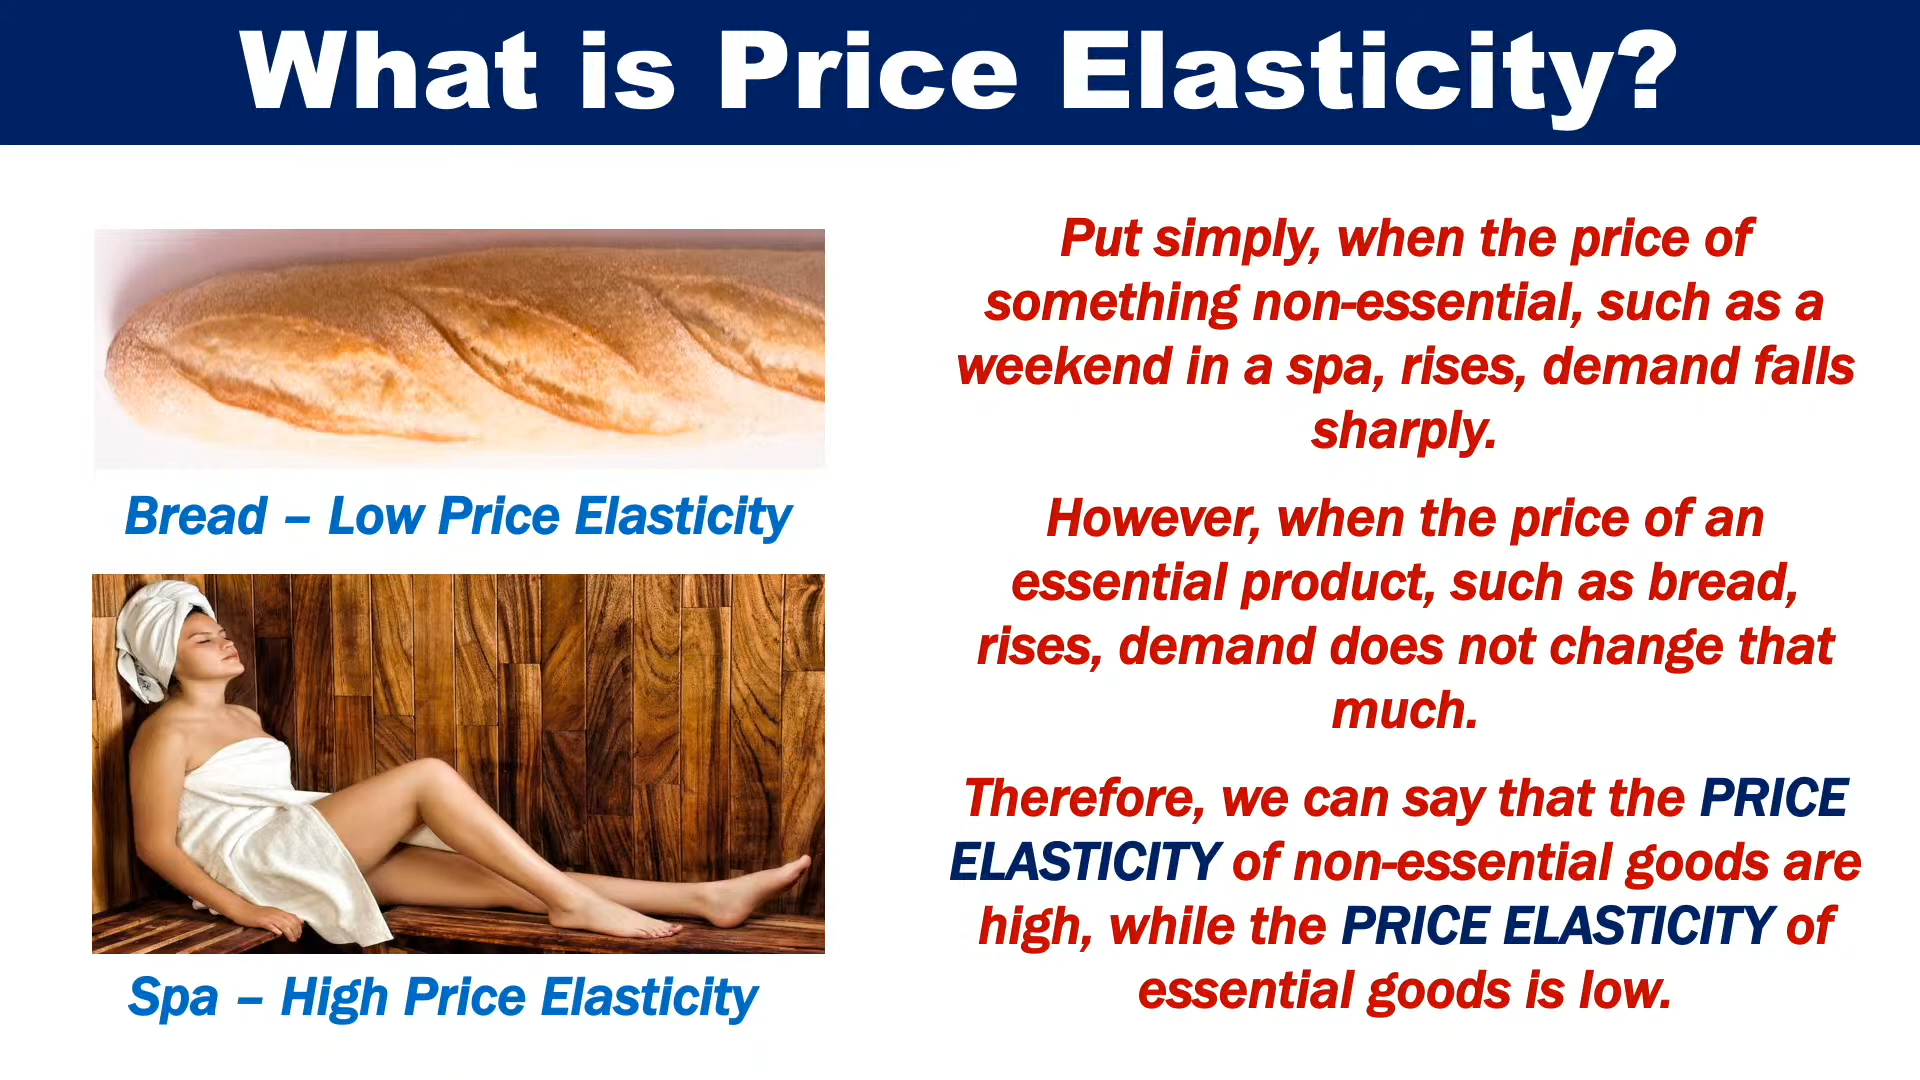 What is Price Elasticity?
Bread – Low Price Elasticity
Spa – High Price Elasticity
Put simply, when the price of
something non-essential, such as a
weekend in a spa, rises, demand falls
sharply.
However, when the price of an
essential product, such as bread,
rises, demand does not change that
much.
Therefore, we can say that the PRICE
ELASTICITY of non-essential goods are
high, while the PRICE ELASTICITY of
essential goods is low.